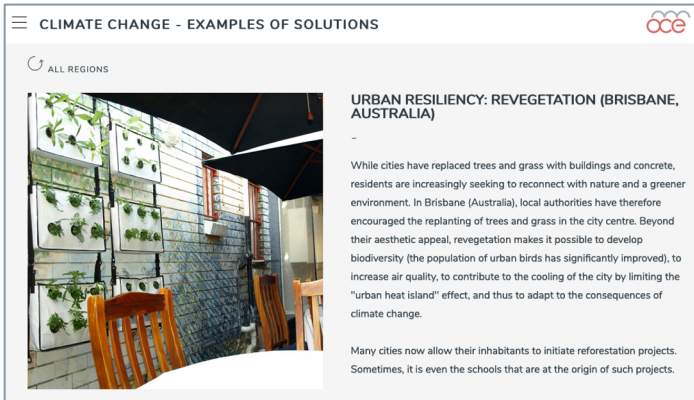 CLIMATE CHANGE - EXAMPLES OF SOLUTIONS
oce
ALL REGIONS
URBAN RESILIENCY: REVEGETATION (BRISBANE,
AUSTRALIA)
–
While cities have replaced trees and grass with buildings and concrete,
residents are increasingly seeking to reconnect with nature and a greener
environment. In Brisbane (Australia), local authorities have therefore
encouraged the replanting of trees and grass in the city centre. Beyond
their aesthetic appeal, revegetation makes it possible to develop
biodiversity (the population of urban birds has significantly improved), to
increase air quality, to contribute to the cooling of the city by limiting the
"urban heat island" effect, and thus to adapt to the consequences of
climate change.
Many cities now allow their inhabitants to initiate reforestation projects.
Sometimes, it is even the schools that are at the origin of such projects.